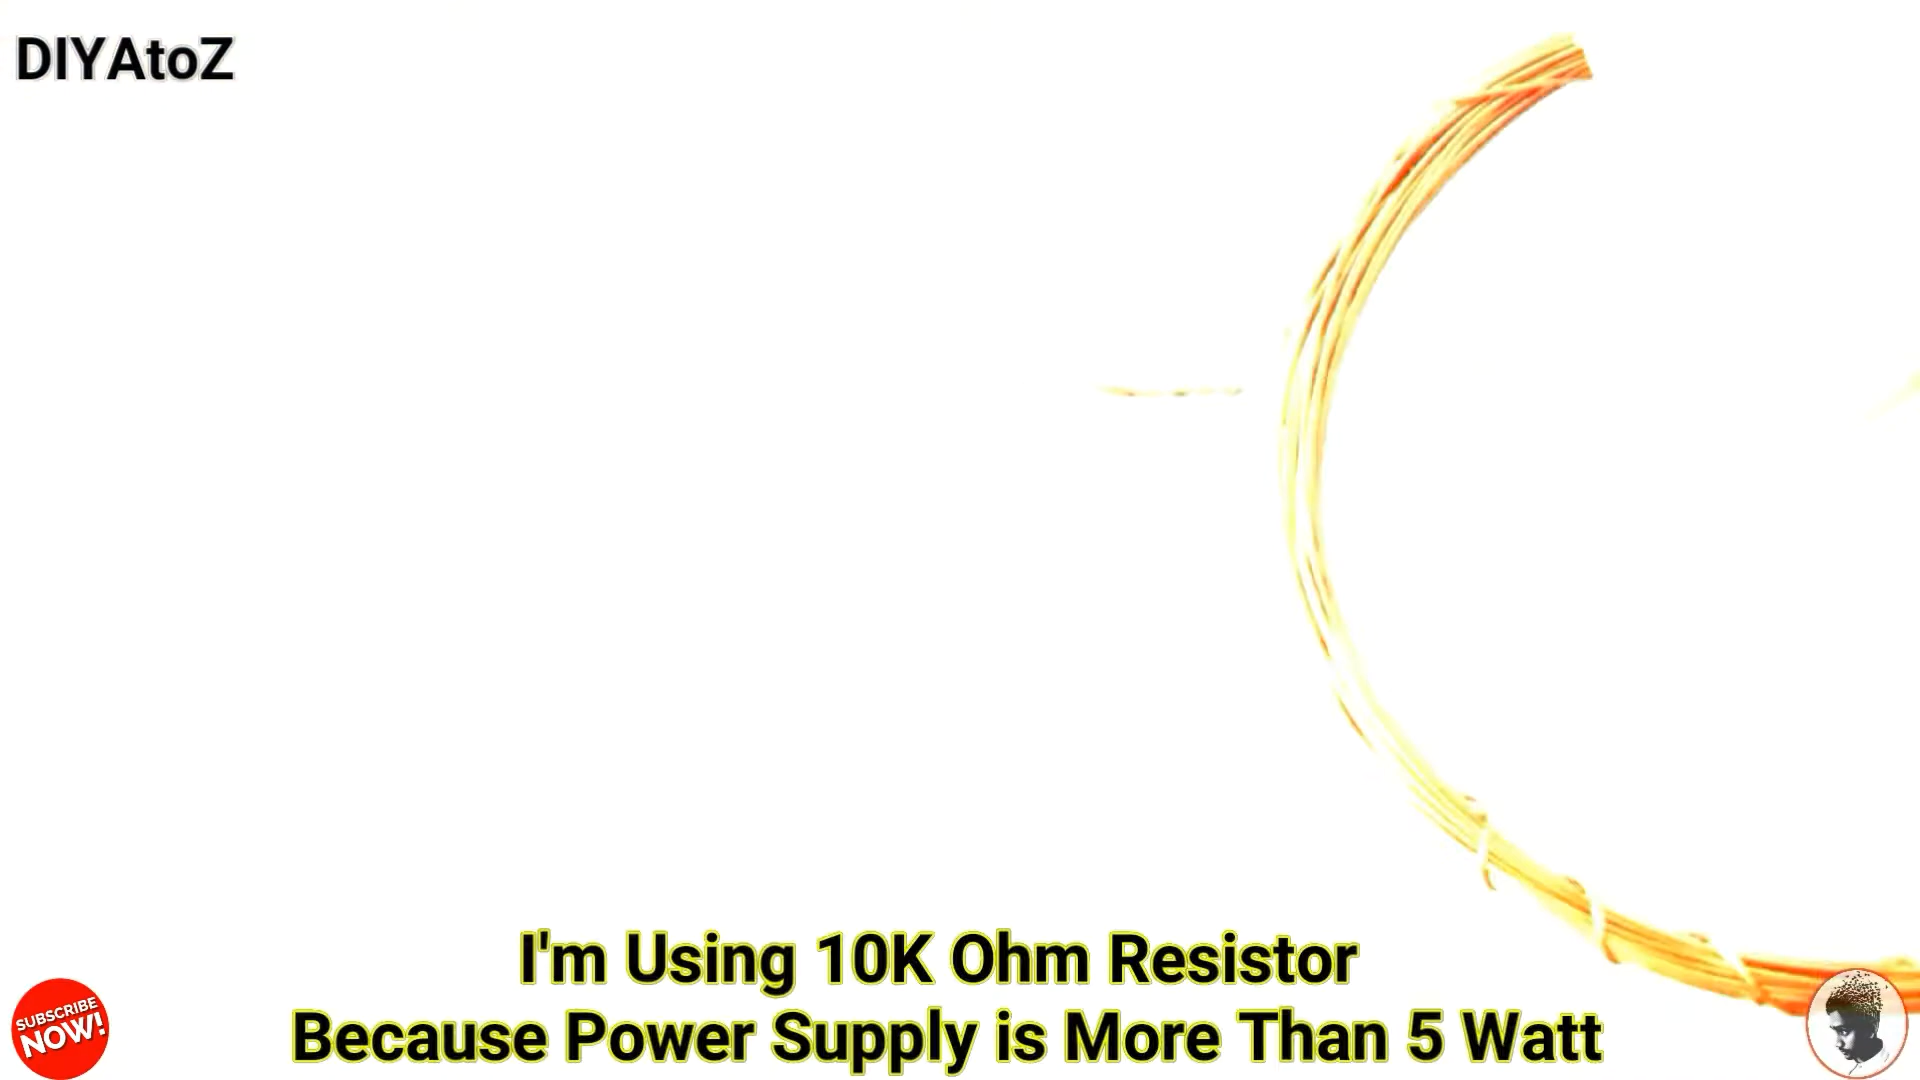 DIYAtoZ
I'm Using 10K Ohm Resistor
Because Power Supply is More Than 5 Watt
SUBSCRIBE
NOW!